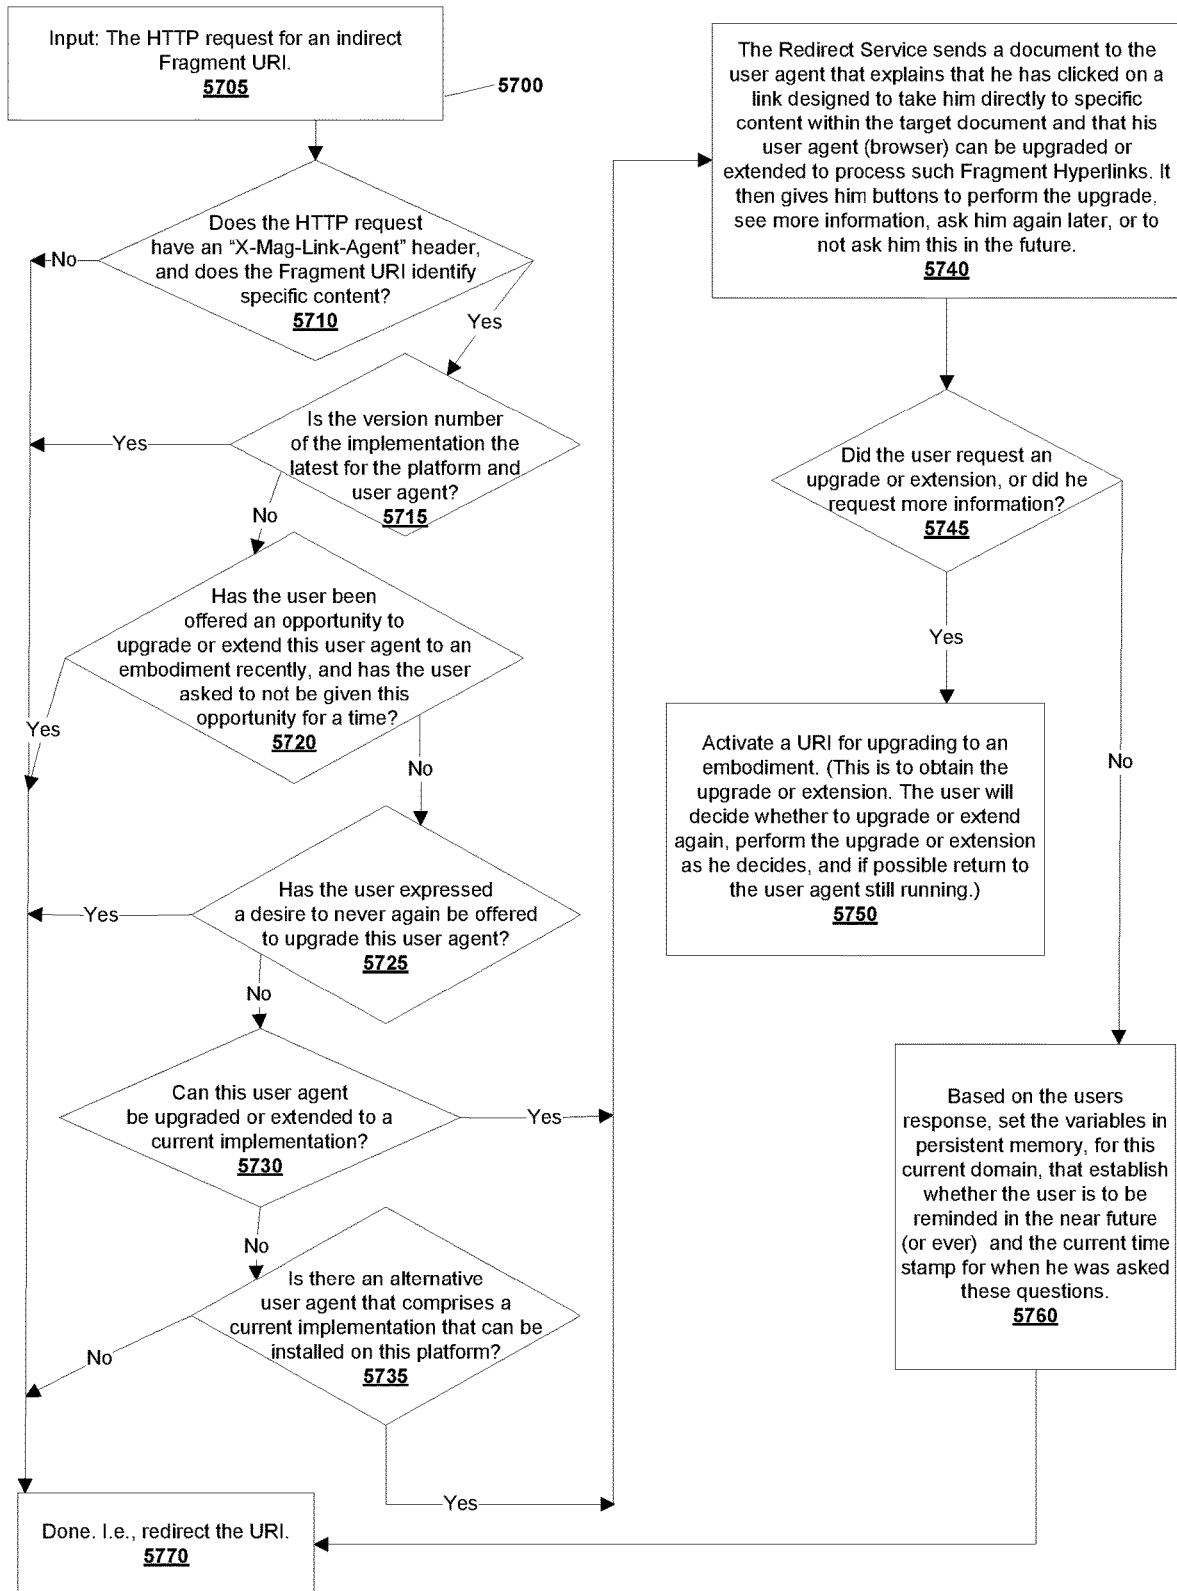 Input: The HTTP request for an indirect
Fragment URI.
5705
5700
Does the HTTP request
have an “X-Mag-Link-Agent” header,
and does the Fragment URI identify
specific content?
5710
No
Yes
Is the version number
of the implementation the
latest for the platform and
user agent?
5715
Yes
No
Has the user been
offered an opportunity to
upgrade or extend this user agent to an
embodiment recently, and has the user
asked to not be given this
opportunity for a time?
5720
Yes
No
Has the user expressed
a desire to never again be offered
to upgrade this user agent?
5725
Yes
No
Can this user agent
be upgraded or extended to a
current implementation?
5730
Yes
No
Is there an alternative
user agent that comprises a
current implementation that can be
installed on this platform?
5735
No
Yes
Done. I.e., redirect the URI.
5770
The Redirect Service sends a document to the
user agent that explains that he has clicked on a
link designed to take him directly to specific
content within the target document and that his
user agent (browser) can be upgraded or
extended to process such Fragment Hyperlinks. It
then gives him buttons to perform the upgrade,
see more information, ask him again later, or to
not ask him this in the future.
5740
Did the user request an
upgrade or extension, or did he
request more information?
5745
Yes
No
Activate a URI for upgrading to an
embodiment. (This is to obtain the
upgrade or extension. The user will
decide whether to upgrade or extend
again, perform the upgrade or extension
as he decides, and if possible return to
the user agent still running.)
5750
Based on the users
response, set the variables in
persistent memory, for this
current domain, that establish
whether the user is to be
reminded in the near future
(or ever) and the current time
stamp for when he was asked
these questions.
5760